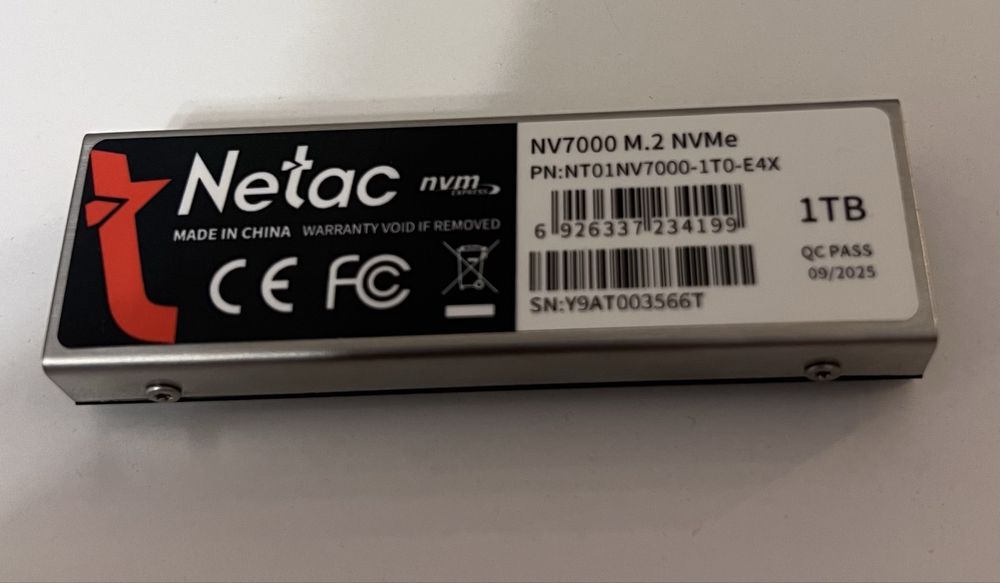 Netac
nvm
EXPRESS
MADE IN CHINA WARRANTY VOID IF REMOVED
CE FC
NV7000 M.2 NVMe
PN:NT01NV7000-1T0-E4X
6 926337 234199
SN:Y9AT003566T
1TB
QC PASS
09/2025